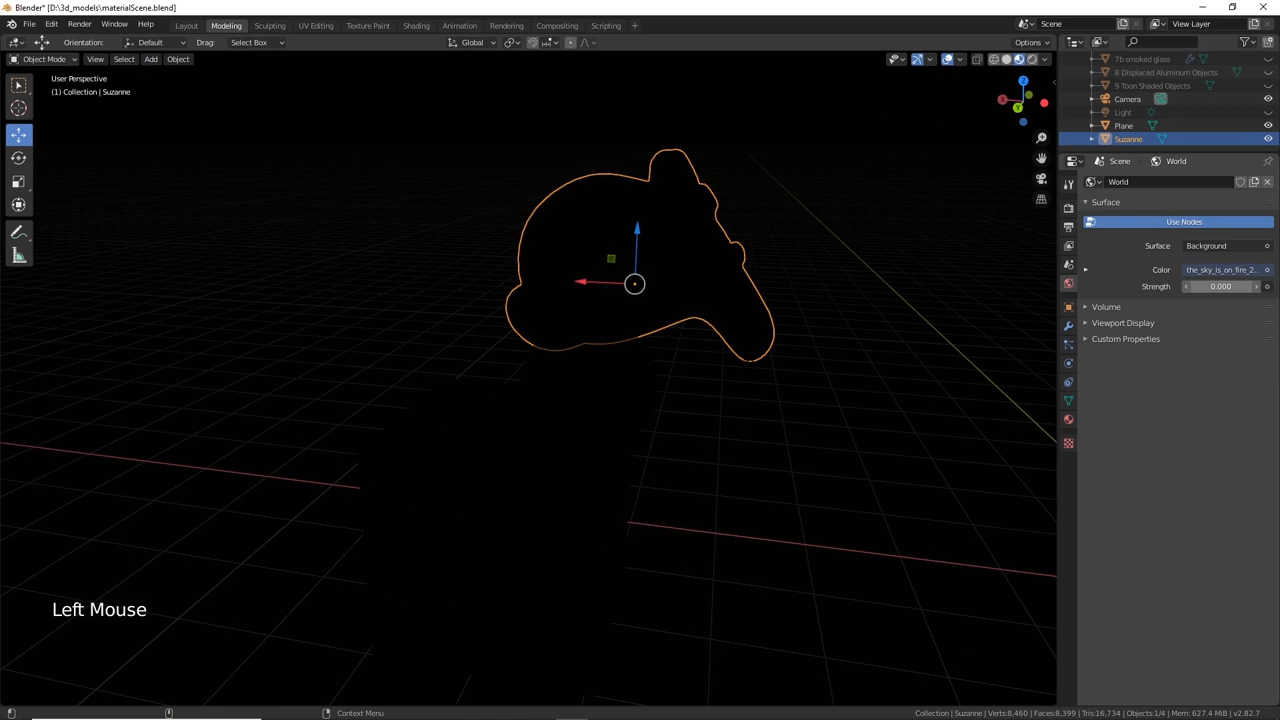 Blender* [D:\3d_models\materialScene.blend]
File Edit Render Window Help Layout Modeling Sculpting UV Editing Texture Paint Shading Animation Rendering Compositing Scripting + Scene View Layer
Orientation: Default Drag: Select Box Global Options
Object Mode View Select Add Object
User Perspective
(1) Collection | Suzanne
X
Y
Z
7b smoked glass
8 Displaced Aluminum Objects
9 Toon Shaded Objects
Camera
Light
Plane
Suzanne
Scene World
World
Surface
Use Nodes
Surface Background
Color the_sky_is_on_fire_2..
Strength 0.000
Volume
Viewport Display
Custom Properties
Left Mouse
Context Menu
Collection | Suzanne | Verts:8,460 | Faces:8,399 | Tris:16,734 | Objects:1/4 | Mem: 627.4 MiB | v2.82.7